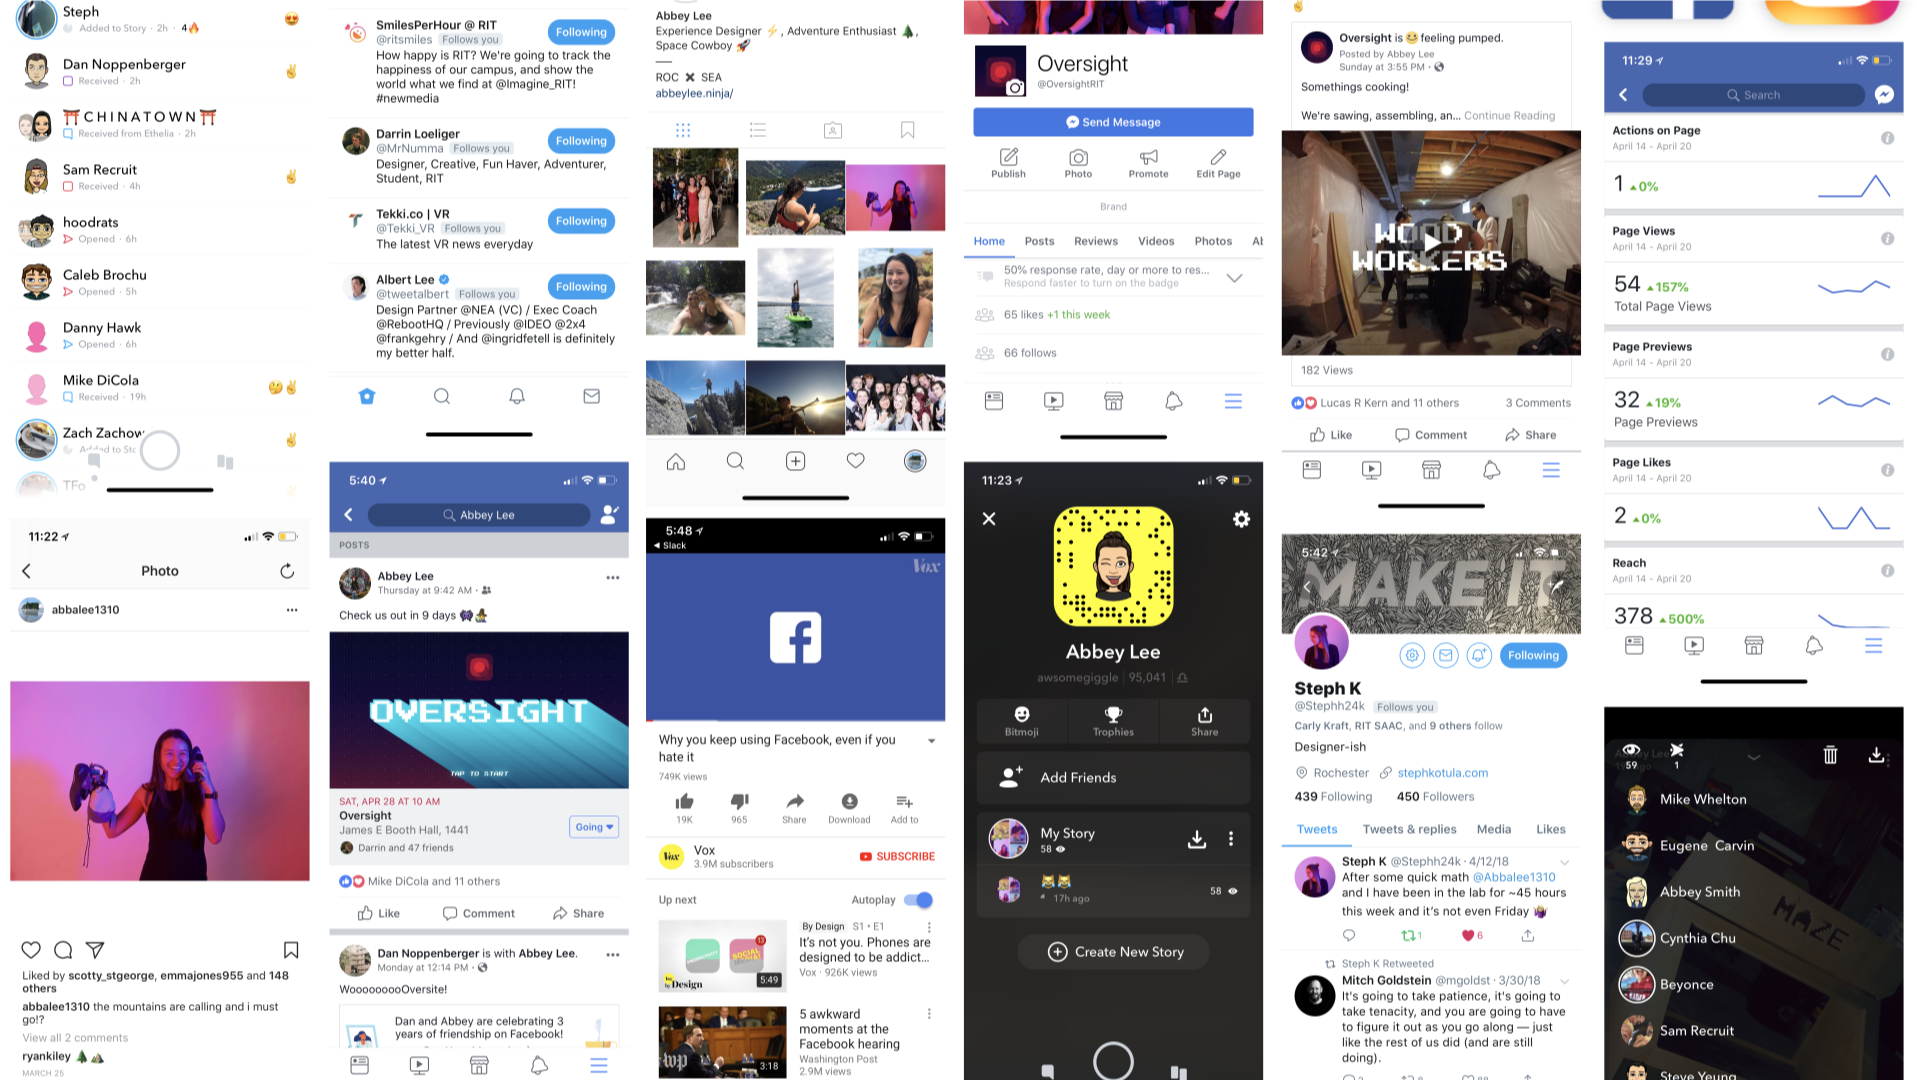 Steph
Added to Story · 2h · 4🔥
Dan Noppenberger
Received · 2h
⛩CHINATOWN⛩
Received from Ethelia · 2h
Sam Recruit
Received · 4h
hoodrats
Opened · 6h
Caleb Brochu
Opened · 5h
Danny Hawk
Opened · 6h
Mike DiCola
Received · 19h
Zach Zachow
Added to Stc
TFo
11:22
Photo
abbalee1310
Liked by scotty_stgeorge, emmajones955 and 148
others
abbalee1310 the mountains are calling and i must
go!?
View all 2 comments
ryankiley 🌲⛰
MARCH 25
SmilesPerHour @ RIT
@ritsmiles Follows you
Following
How happy is RIT? We're going to track the
happiness of our campus, and show the
world what we find at @Imagine_RIT!
#newmedia
Darrin Loeliger
@MrNumma Follows you
Following
Designer, Creative, Fun Haver, Adventurer,
Student, RIT
Tekki.co | VR
@Tekki_VR Follows you
Following
The latest VR news everyday
Albert Lee
@tweetalbert Follows you
Following
Design Partner @NEA (VC) / Exec Coach
@RebootHQ / Previously @IDEO @2x4
@frankgehry / And @ingridfetell is definitely
my better half.
5:40
Abbey Lee
POSTS
Abbey Lee
Thursday at 9:42 AM ·
Check us out in 9 days
OVERSIGHT
TAP TO START
SAT, APR 28 AT 10 AM
Oversight
James E Booth Hall, 1441
Darrin and 47 friends
Going
Mike DiCola and 11 others
Like Comment Share
Dan Noppenberger is with Abbey Lee.
Monday at 12:14 PM ·
WooooooooOversite!
Dan and Abbey are celebrating 3
years of friendship on Facebook!
Abbey Lee
Experience Designer ⚡, Adventure Enthusiast 🌲,
Space Cowboy 🚀
—
ROC ✖ SEA
abbeylee.ninja/
5:48
Slack
Vox
Why you keep using Facebook, even if you
hate it
749K views
19K 965 Share Download Add to
Vox
3.9M subscribers
SUBSCRIBE
Up next
Autoplay
by Design
5:49
By Design S1 · E1
It's not you. Phones are
designed to be addict...
Vox · 926K views
wp
3:18
5 awkward
moments at the
Facebook hearing
Washington Post
2.9M views
Oversight
@OversightRIT
Send Message
Publish Photo Promote Edit Page
Brand
Home Posts Reviews Videos Photos Al
50% response rate, day or more to res...
Respond faster to turn on the badge
65 likes +1 this week
66 follows
11:23
Abbey Lee
awsomegiggle | 95,041 | ♎
Bitmoji Trophies Share
Add Friends
My Story
58
17h ago
58
Create New Story
Oversight is 😀 feeling pumped.
Posted by Abbey Lee
Sunday at 3:55 PM ·
Somethings cooking!
We're sawing, assembling, an... Continue Reading
WOOD
WORKERS
182 Views
Lucas R Kern and 11 others
3 Comments
Like Comment Share
5:42
MAKE IT
Following
Steph K
@Stephh24k Follows you
Carly Kraft, RIT SAAC, and 9 others follow
Designer-ish
Rochester stephkotula.com
439 Following 450 Followers
Tweets Tweets & replies Media Likes
Steph K @Stephh24k · 4/12/18
After some quick math @Abbalee1310
and I have been in the lab for ~45 hours
this week and it's not even Friday
1 6
Steph K Retweeted
Mitch Goldstein @mgoldst · 3/30/18
It's going to take patience, it's going to
take tenacity, and you are going to have
to figure it out as you go along — just
like the rest of us did (and are still
doing).
11:29
Search
Actions on Page
April 14 - April 20
1 0%
Page Views
April 14 - April 20
54 157%
Total Page Views
Page Previews
April 14 - April 20
32 19%
Page Previews
Page Likes
April 14 - April 20
2 0%
Reach
April 14 - April 20
378 500%
59 1
Mike Whelton
Eugene Carvin
Abbey Smith
MAZE
Cynthia Chu
Beyonce
Sam Recruit
Steve Yeung